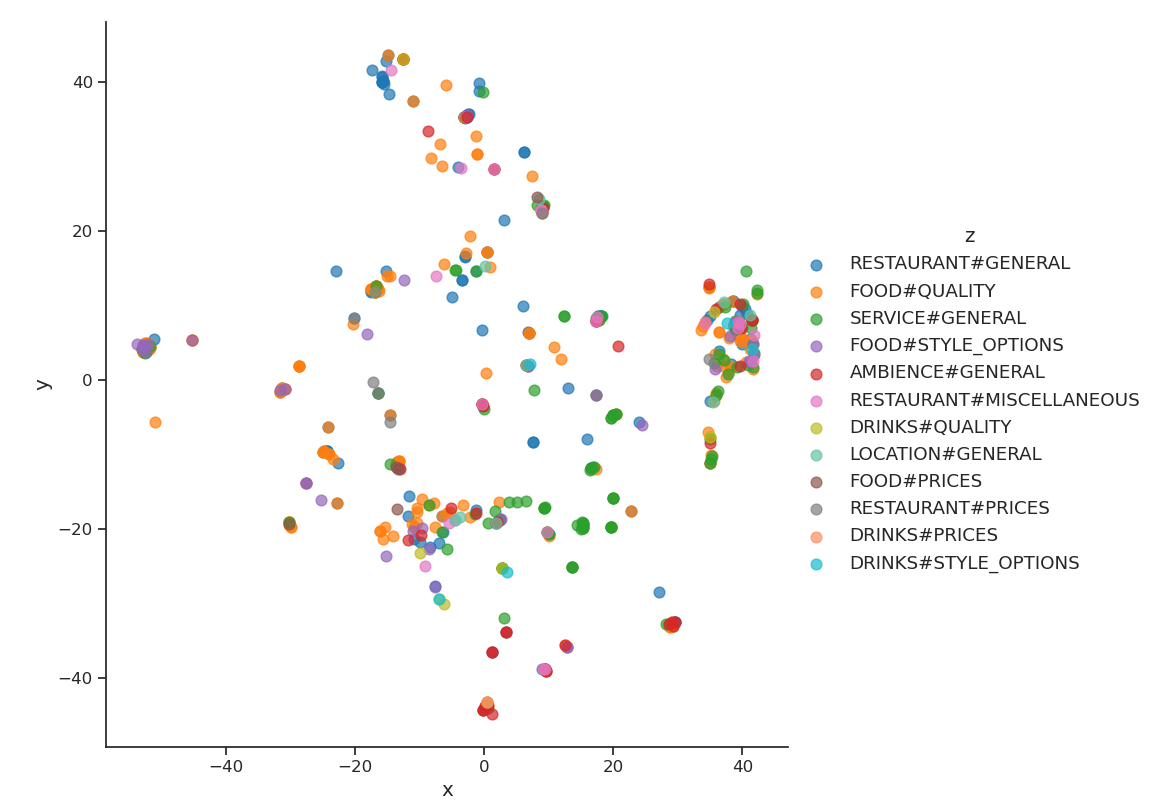 40
20
0
−20
−40
y
−40
−20
0
20
40
x
z
RESTAURANT#GENERAL
FOOD#QUALITY
SERVICE#GENERAL
FOOD#STYLE_OPTIONS
AMBIENCE#GENERAL
RESTAURANT#MISCELLANEOUS
DRINKS#QUALITY
LOCATION#GENERAL
FOOD#PRICES
RESTAURANT#PRICES
DRINKS#PRICES
DRINKS#STYLE_OPTIONS